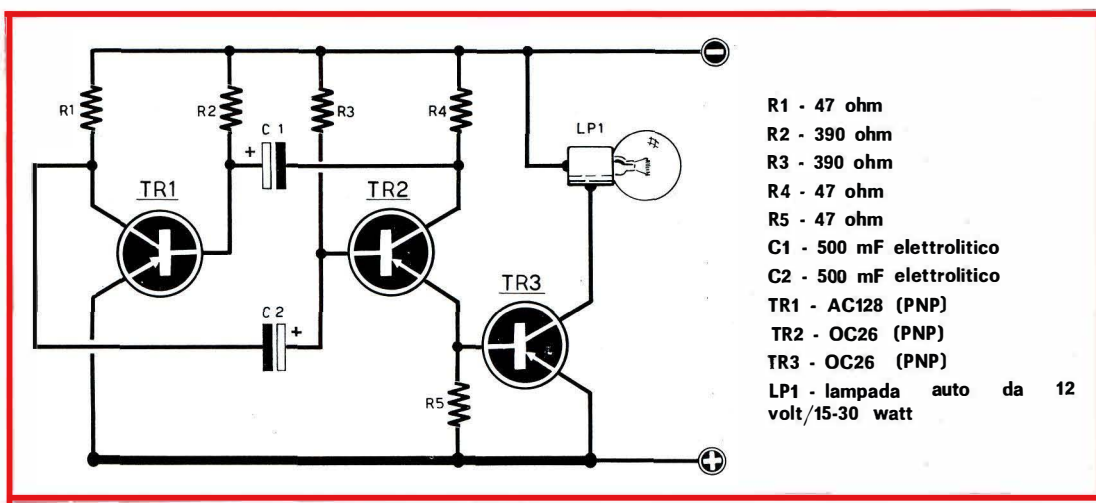 R1
R2
C 1
+
R3
R4
LP1
TR1
TR2
TR3
C 2
+
R5
−
+
R1 - 47 ohm
R2 - 390 ohm
R3 - 390 ohm
R4 - 47 ohm
R5 - 47 ohm
C1 - 500 mF elettrolitico
C2 - 500 mF elettrolitico
TR1 - AC128 (PNP)
TR2 - OC26 (PNP)
TR3 - OC26 (PNP)
LP1 - lampada auto da 12
volt/15-30 watt